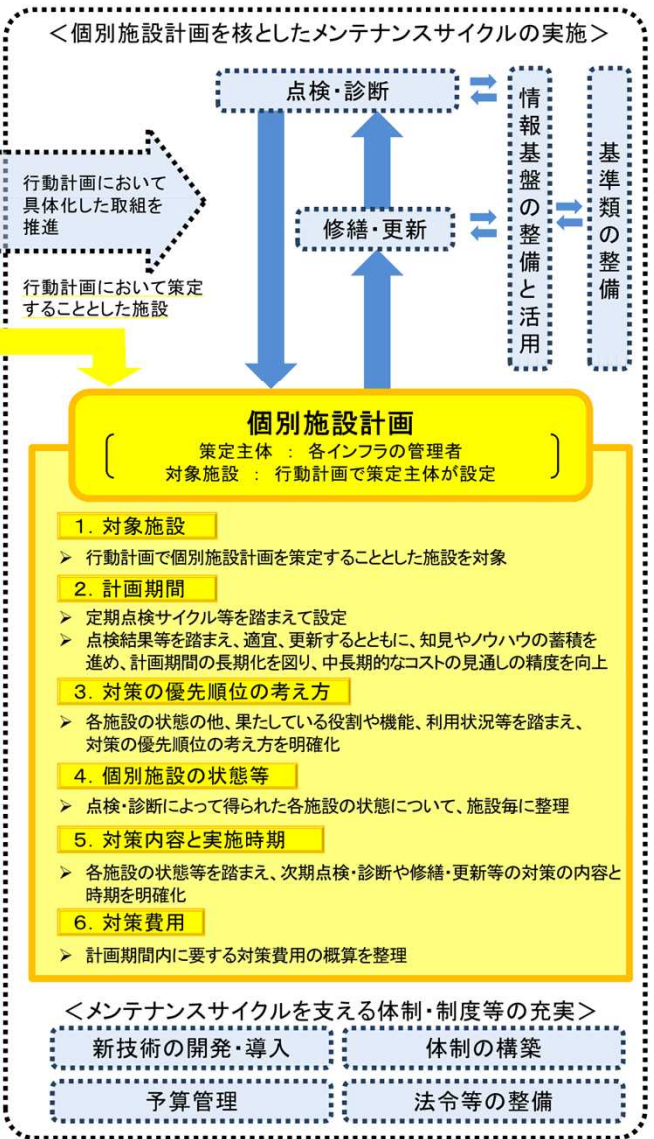 ＜個別施設計画を核としたメンテナンスサイクルの実施＞
点検・診断
情報基盤の整備と活用
基準類の整備
行動計画において
具体化した取組を
推進
修繕・更新
行動計画において策定
することとした施設
個別施設計画
策定主体 ： 各インフラの管理者
対象施設 ： 行動計画で策定主体が設定
１．対象施設
➢ 行動計画で個別施設計画を策定することとした施設を対象
２．計画期間
➢ 定期点検サイクル等を踏まえて設定
➢ 点検結果等を踏まえ、適宜、更新するとともに、知見やノウハウの蓄積を
進め、計画期間の長期化を図り、中長期的なコストの見通しの精度を向上
３．対策の優先順位の考え方
➢ 各施設の状態の他、果たしている役割や機能、利用状況等を踏まえ、
対策の優先順位の考え方を明確化
４．個別施設の状態等
➢ 点検・診断によって得られた各施設の状態について、施設毎に整理
５．対策内容と実施時期
➢ 各施設の状態等を踏まえ、次期点検・診断や修繕・更新等の対策の内容と
時期を明確化
６．対策費用
➢ 計画期間内に要する対策費用の概算を整理
＜メンテナンスサイクルを支える体制・制度等の充実＞
新技術の開発・導入
体制の構築
予算管理
法令等の整備